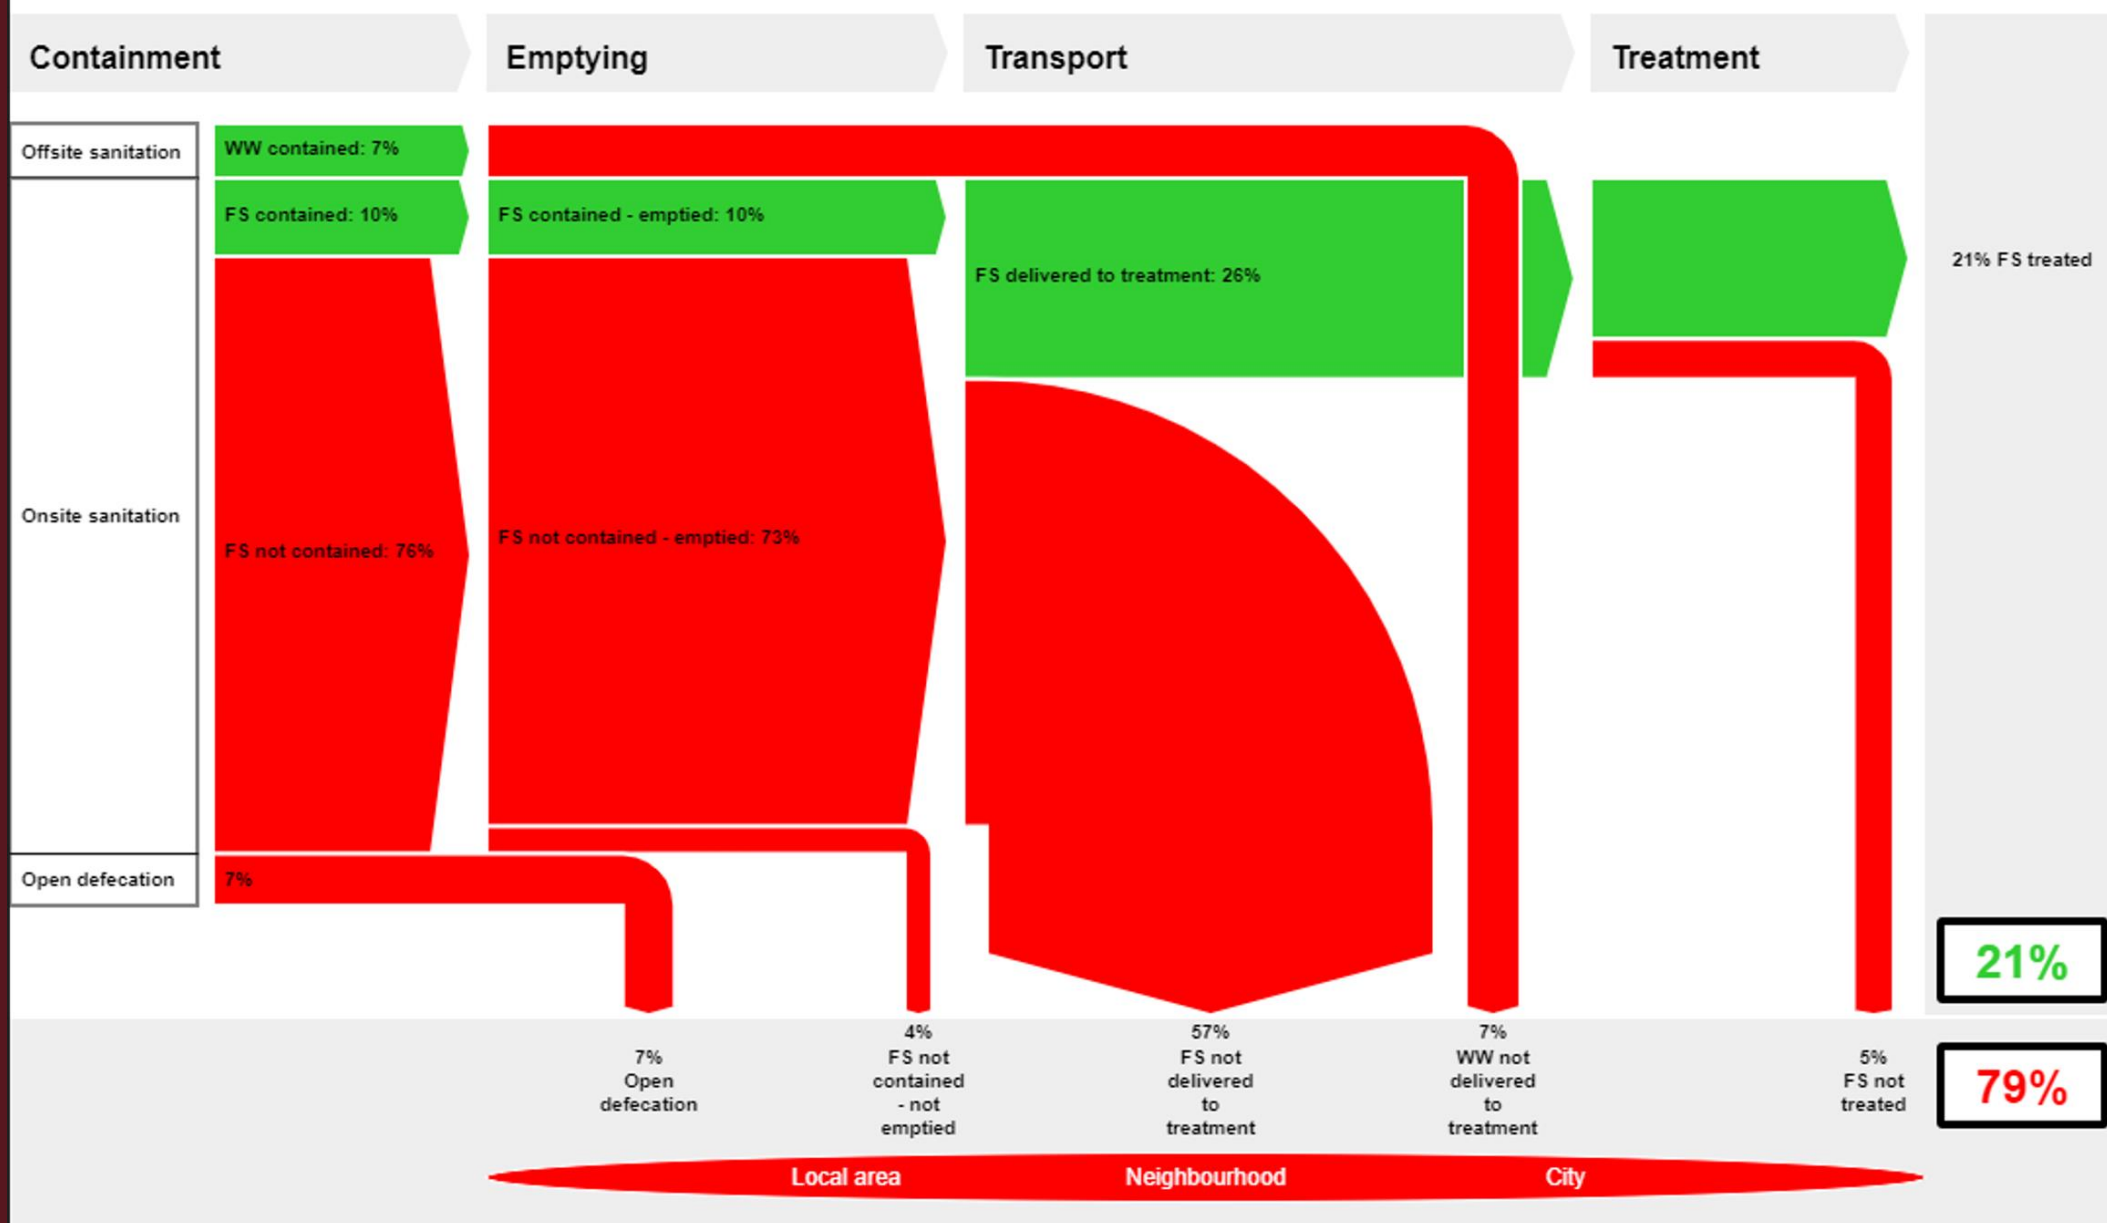 Containment
Emptying
Transport
Treatment
Offsite sanitation
WW contained: 7%
FS contained: 10%
FS contained - emptied: 10%
FS delivered to treatment: 26%
21% FS treated
Onsite sanitation
FS not contained: 76%
FS not contained - emptied: 73%
Open defecation
7%
21%
7%
Open
defecation
4%
FS not
contained
- not
emptied
57%
FS not
delivered
to
treatment
7%
WW not
delivered
to
treatment
5%
FS not
treated
79%
Local area
Neighbourhood
City